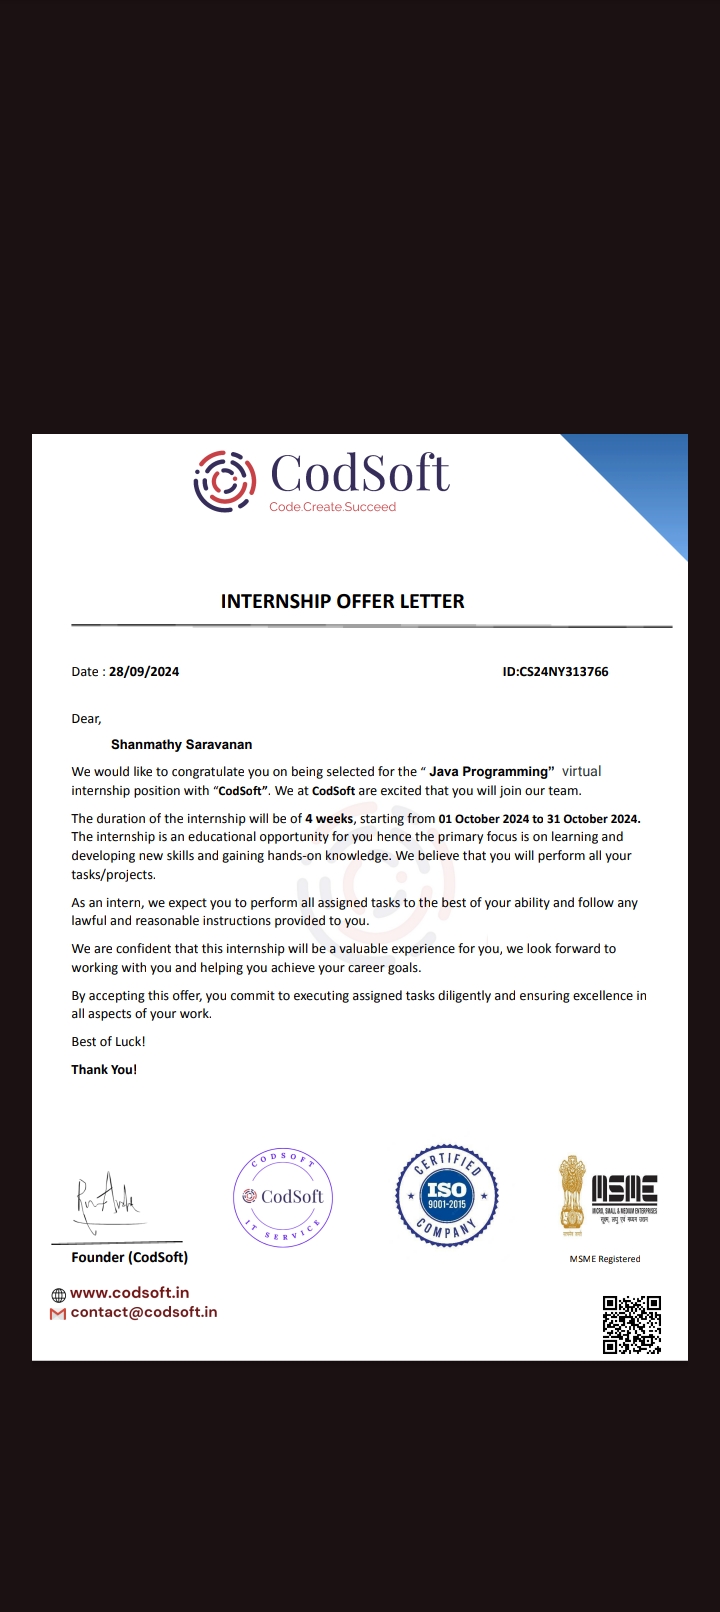 CodSoft
Code.Create.Succeed
INTERNSHIP OFFER LETTER
Date : 28/09/2024
ID:CS24NY313766
Dear,
Shanmathy Saravanan
We would like to congratulate you on being selected for the “ Java Programming” virtual
internship position with “CodSoft”. We at CodSoft are excited that you will join our team.
The duration of the internship will be of 4 weeks, starting from 01 October 2024 to 31 October 2024.
The internship is an educational opportunity for you hence the primary focus is on learning and
developing new skills and gaining hands-on knowledge. We believe that you will perform all your
tasks/projects.
As an intern, we expect you to perform all assigned tasks to the best of your ability and follow any
lawful and reasonable instructions provided to you.
We are confident that this internship will be a valuable experience for you, we look forward to
working with you and helping you achieve your career goals.
By accepting this offer, you commit to executing assigned tasks diligently and ensuring excellence in
all aspects of your work.
Best of Luck!
Thank You!
CODSOFT
CodSoft
IT SERVICE
CERTIFIED
ISO
9001-2015
COMPANY
MSME
MICRO, SMALL & MEDIUM ENTERPRISES
सूक्ष्म, लघु एवं मध्यम उद्यम
Founder (CodSoft)
MSME Registered
www.codsoft.in
contact@codsoft.in